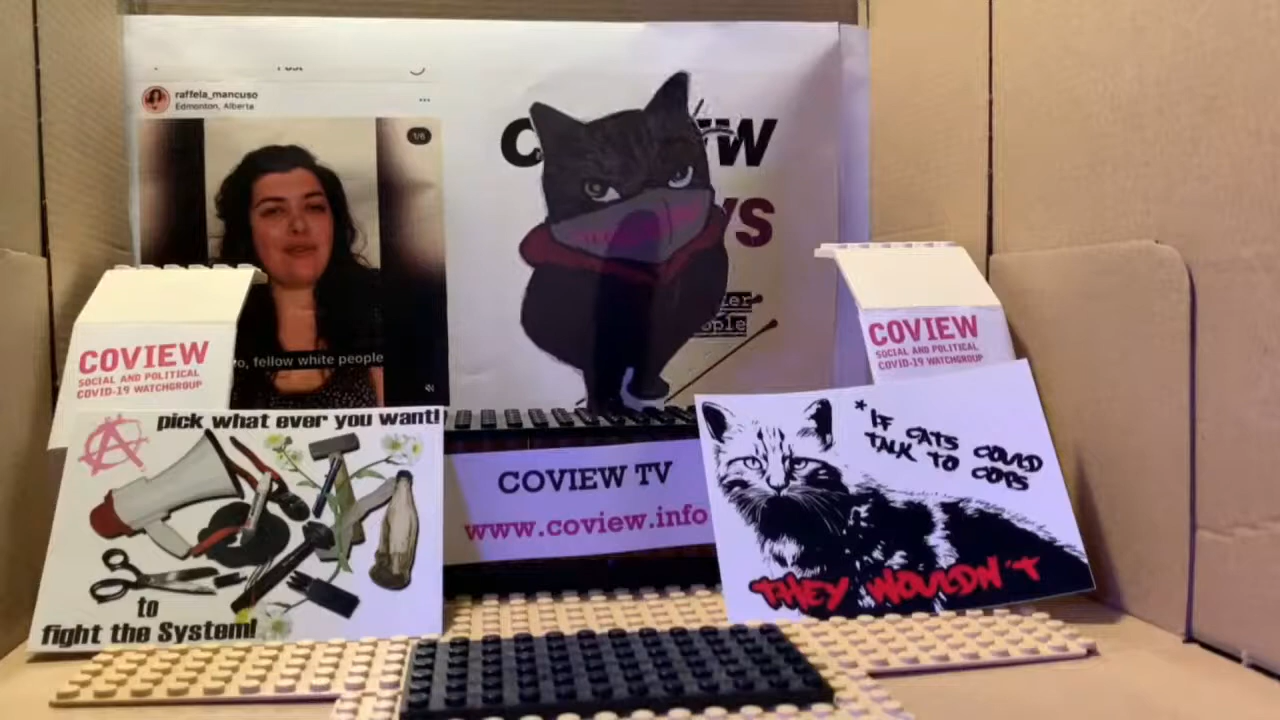 raffela_mancuso
Edmonton, Alberta
1/6
o, fellow white people
COVIEW
SOCIAL AND POLITICAL
COVID-19 WATCHGROUP
COVIEW
SOCIAL AND POLITICAL
COVID-19 WATCHGROUP
pick what ever you want!
to
fight the System!
COVIEW TV
www.coview.info
*IF CATS COULD
TALK TO COPS
THEY WOULDN'T